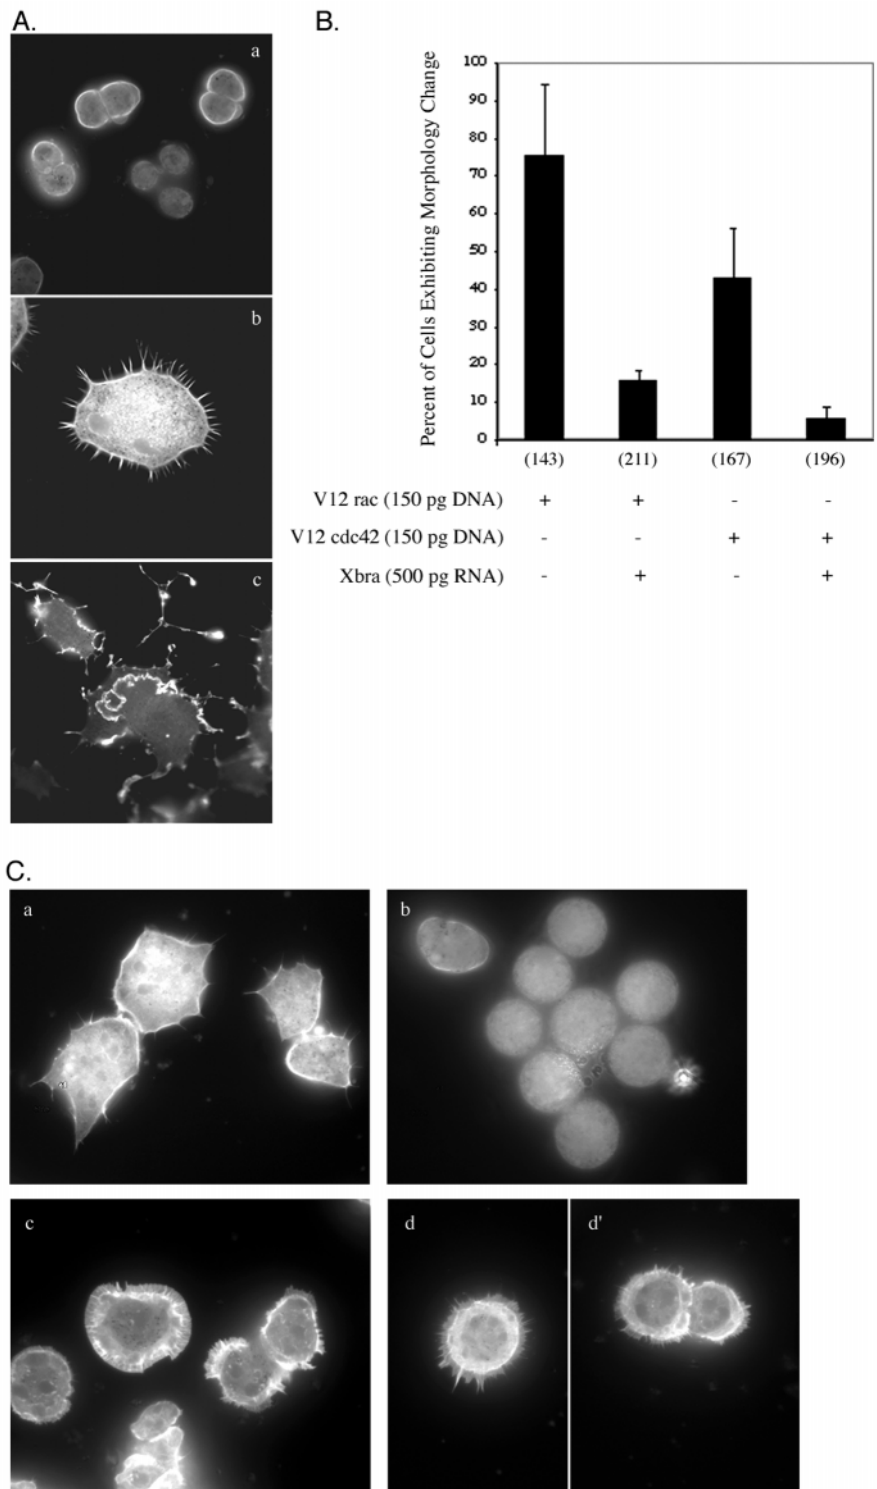 A.
a
b
c
B.
Percent of Cells Exhibiting Morphology Change
100
90
80
70
60
50
40
30
20
10
0
(143) (211) (167) (196)
V12 rac (150 pg DNA) + + - -
V12 cdc42 (150 pg DNA) - - + +
Xbra (500 pg RNA) - + - +
C.
a
b
c
d
d'